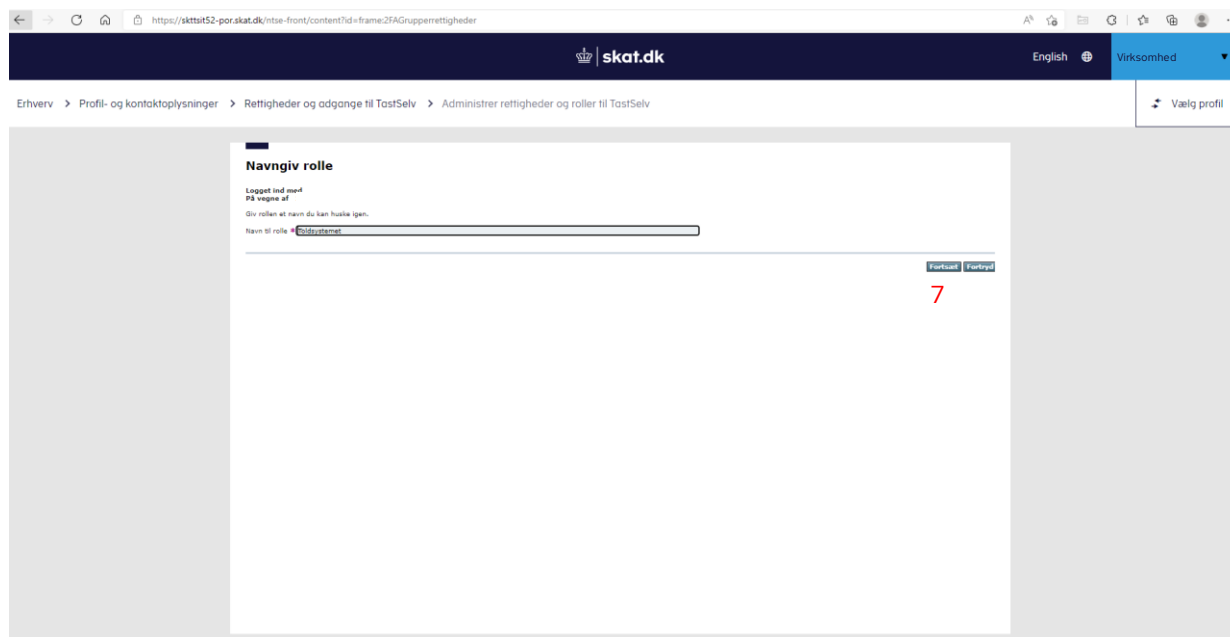 https://skttsit52-por.skat.dk/ntse-front/content?id=frame:2FAGrupperrettigheder
skat.dk
English
Virksomhed
Erhverv > Profil- og kontaktoplysninger > Rettigheder og adgange til TastSelv > Administrer rettigheder og roller til TastSelv
Vælg profil
Navngiv rolle
Logget ind med
På vegne af
Giv rollen et navn du kan huske igen.
Navn til rolle * Toldsystemet
Fortsæt Fortryd
7